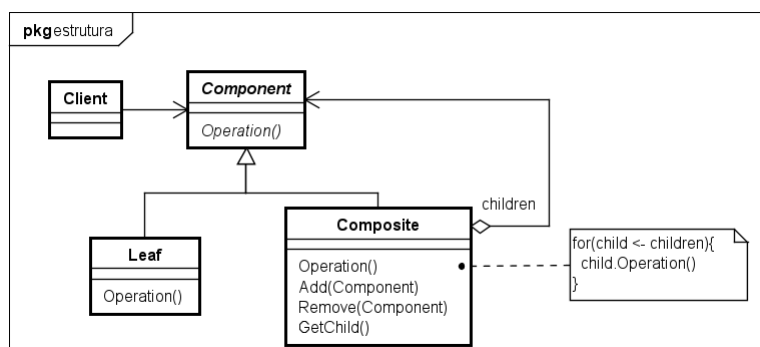 pkg estrutura
Client
Component
Operation()
children
Leaf
Operation()
Composite
Operation()
Add(Component)
Remove(Component)
GetChild()
for(child <- children){
child.Operation()
}